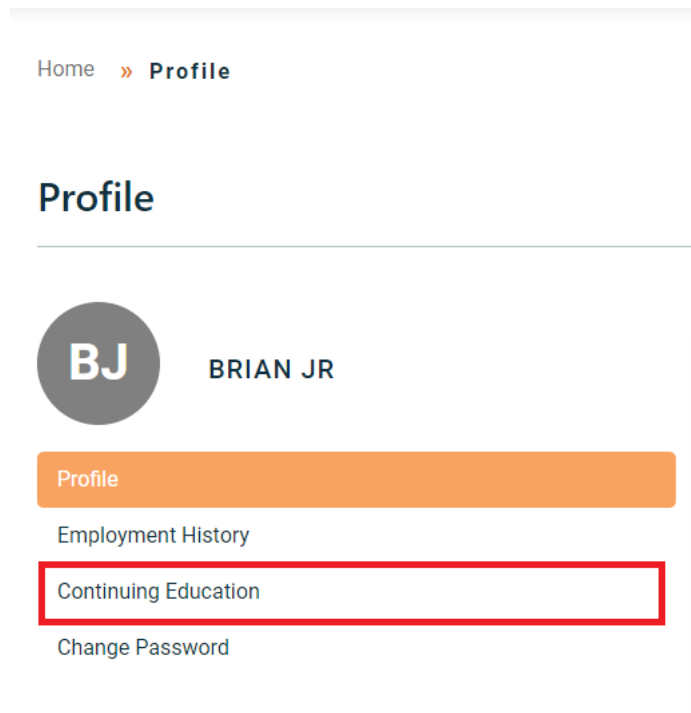 Home » Profile
Profile
BJ
BRIAN JR
Profile
Employment History
Continuing Education
Change Password